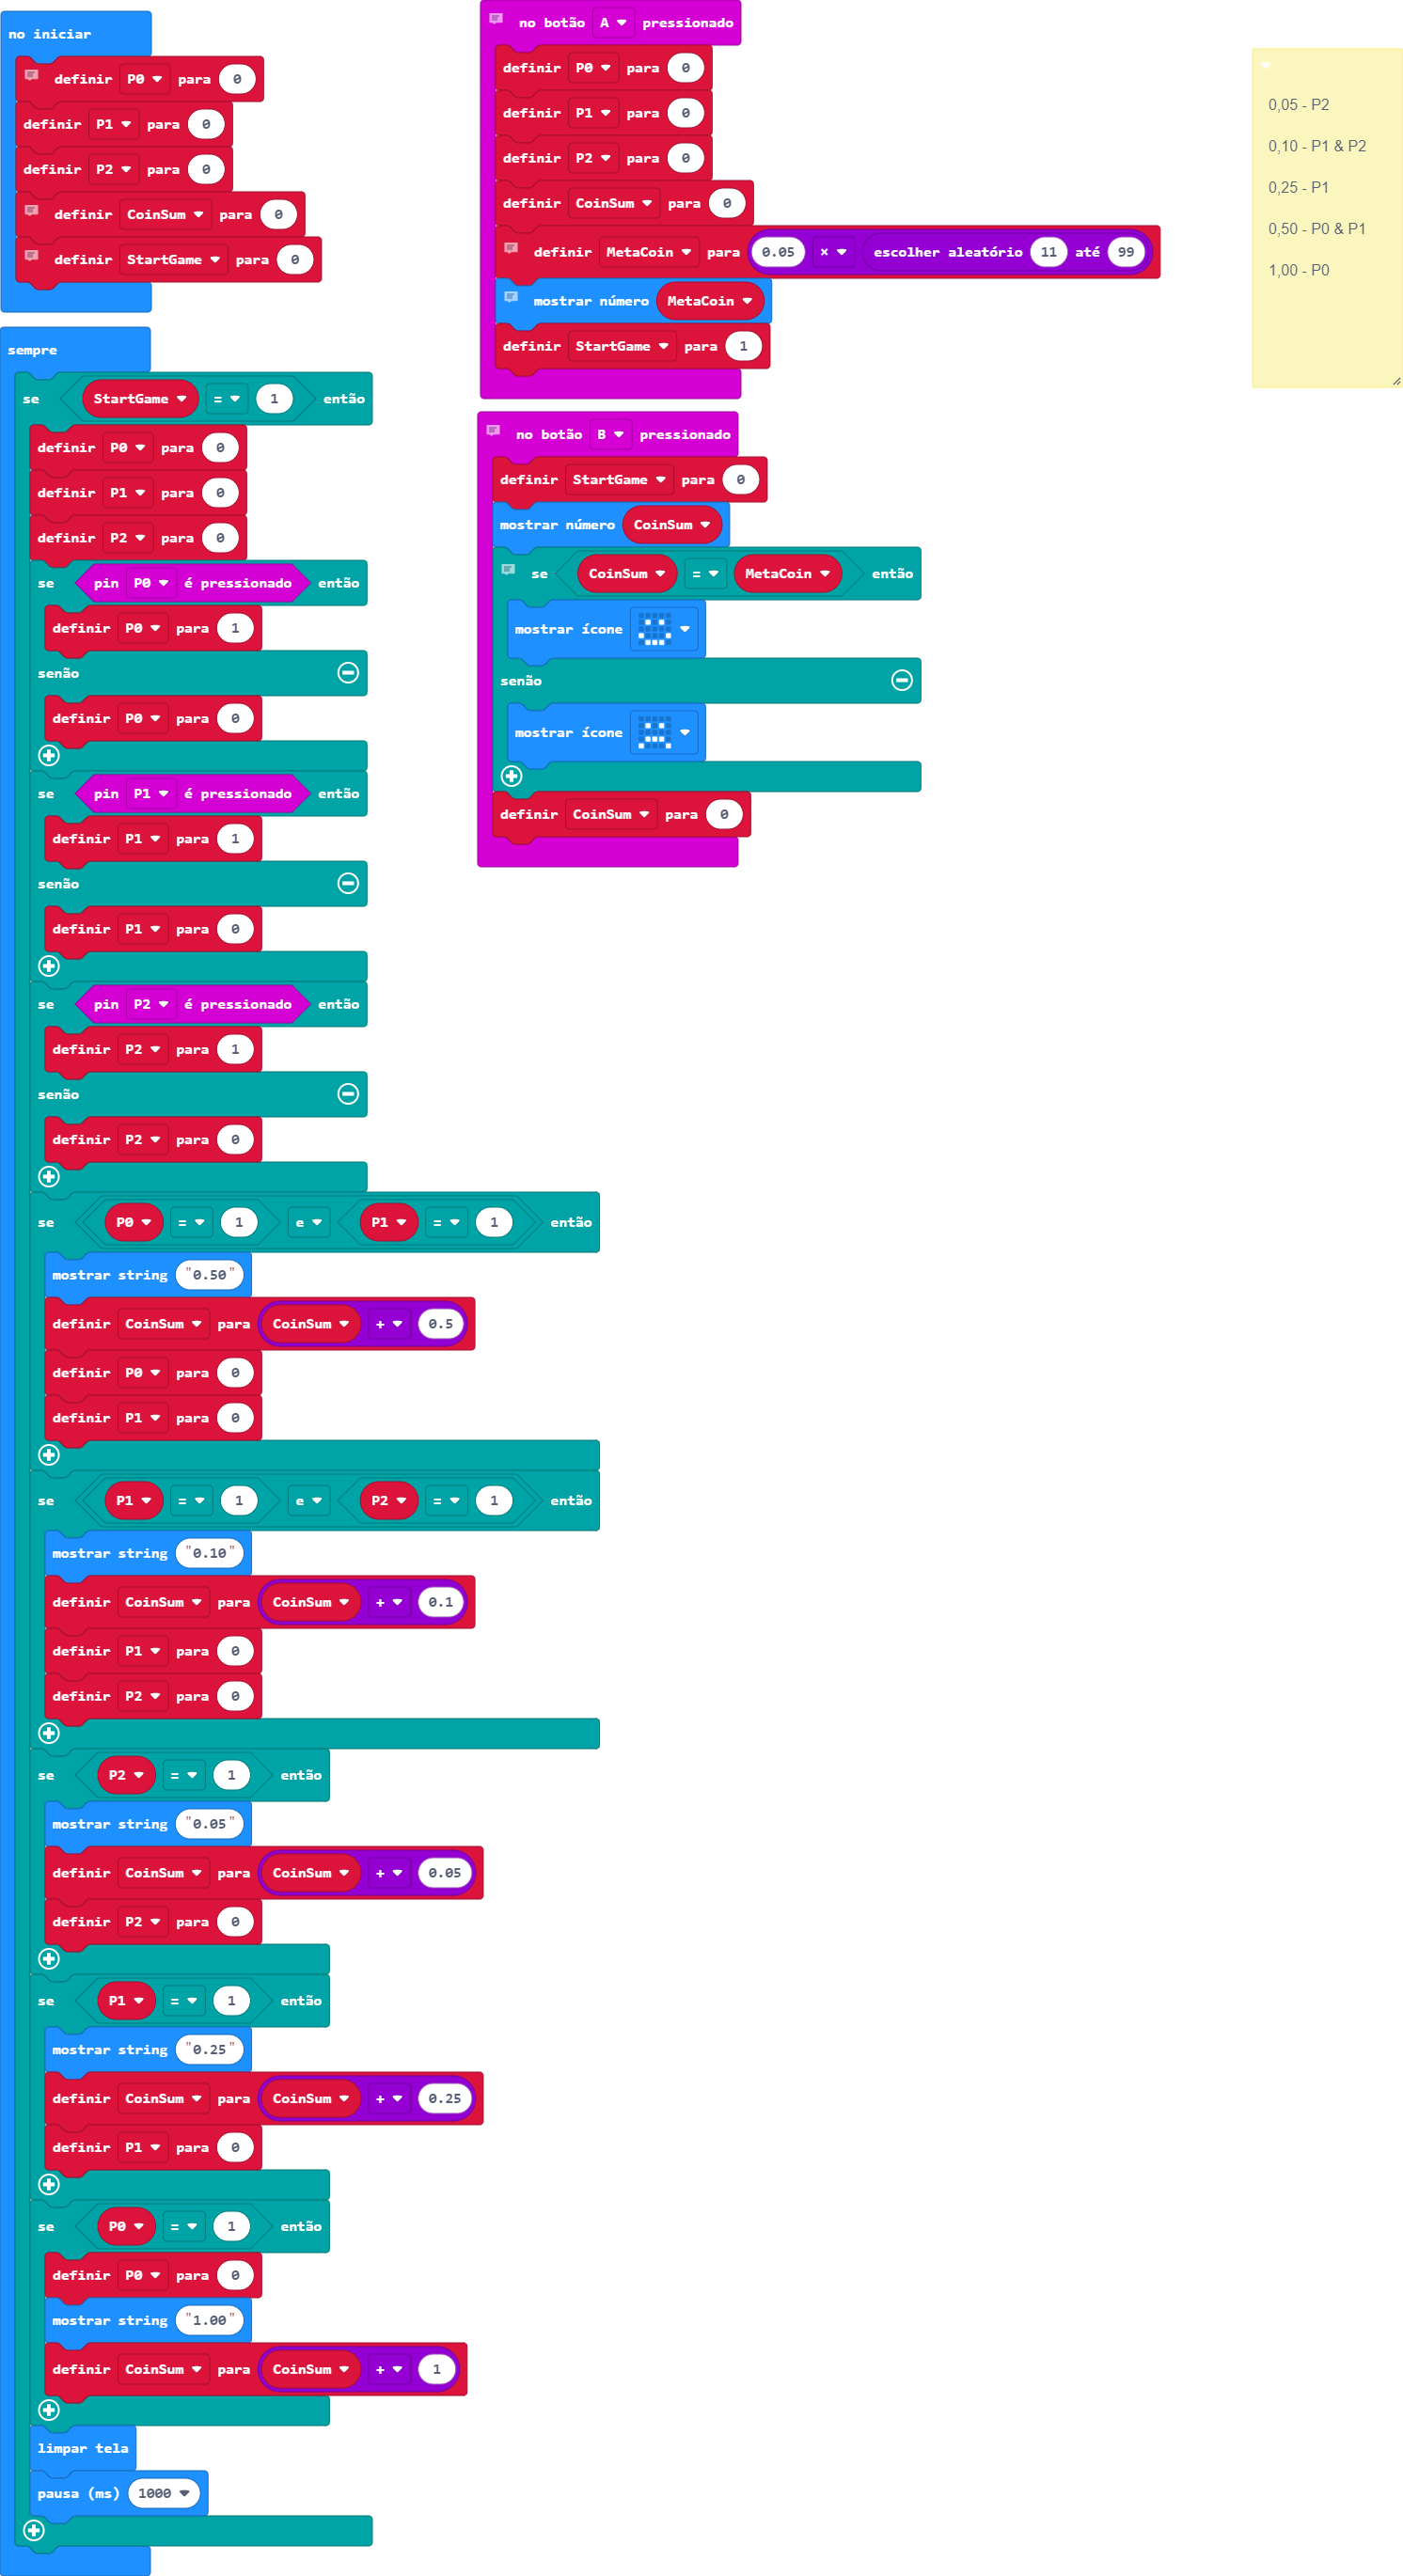 no iniciar
definir P0 para 0
definir P1 para 0
definir P2 para 0
definir CoinSum para 0
definir StartGame para 0
sempre
se StartGame = 1 então
definir P0 para 0
definir P1 para 0
definir P2 para 0
se pin P0 é pressionado então
definir P0 para 1
senão
definir P0 para 0
se pin P1 é pressionado então
definir P1 para 1
senão
definir P1 para 0
se pin P2 é pressionado então
definir P2 para 1
senão
definir P2 para 0
se P0 = 1 e P1 = 1 então
mostrar string "0.50"
definir CoinSum para CoinSum + 0.5
definir P0 para 0
definir P1 para 0
se P1 = 1 e P2 = 1 então
mostrar string "0.10"
definir CoinSum para CoinSum + 0.1
definir P1 para 0
definir P2 para 0
se P2 = 1 então
mostrar string "0.05"
definir CoinSum para CoinSum + 0.05
definir P2 para 0
se P1 = 1 então
mostrar string "0.25"
definir CoinSum para CoinSum + 0.25
definir P1 para 0
se P0 = 1 então
definir P0 para 0
mostrar string "1.00"
definir CoinSum para CoinSum + 1
limpar tela
pausa (ms) 1000
no botão A pressionado
definir P0 para 0
definir P1 para 0
definir P2 para 0
definir CoinSum para 0
definir MetaCoin para 0.05 × escolher aleatório 11 até 99
mostrar número MetaCoin
definir StartGame para 1
no botão B pressionado
definir StartGame para 0
mostrar número CoinSum
se CoinSum = MetaCoin então
mostrar ícone
senão
mostrar ícone
definir CoinSum para 0
0,05 - P2
0,10 - P1 & P2
0,25 - P1
0,50 - P0 & P1
1,00 - P0